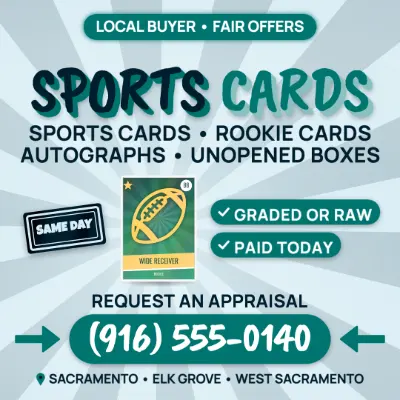 LOCAL BUYER • FAIR OFFERS
SPORTS CARDS
SPORTS CARDS • ROOKIE CARDS
AUTOGRAPHS • UNOPENED BOXES
SAME DAY
WIDE RECEIVER
GRADED OR RAW
PAID TODAY
REQUEST AN APPRAISAL
(916) 555-0140
SACRAMENTO • ELK GROVE • WEST SACRAMENTO